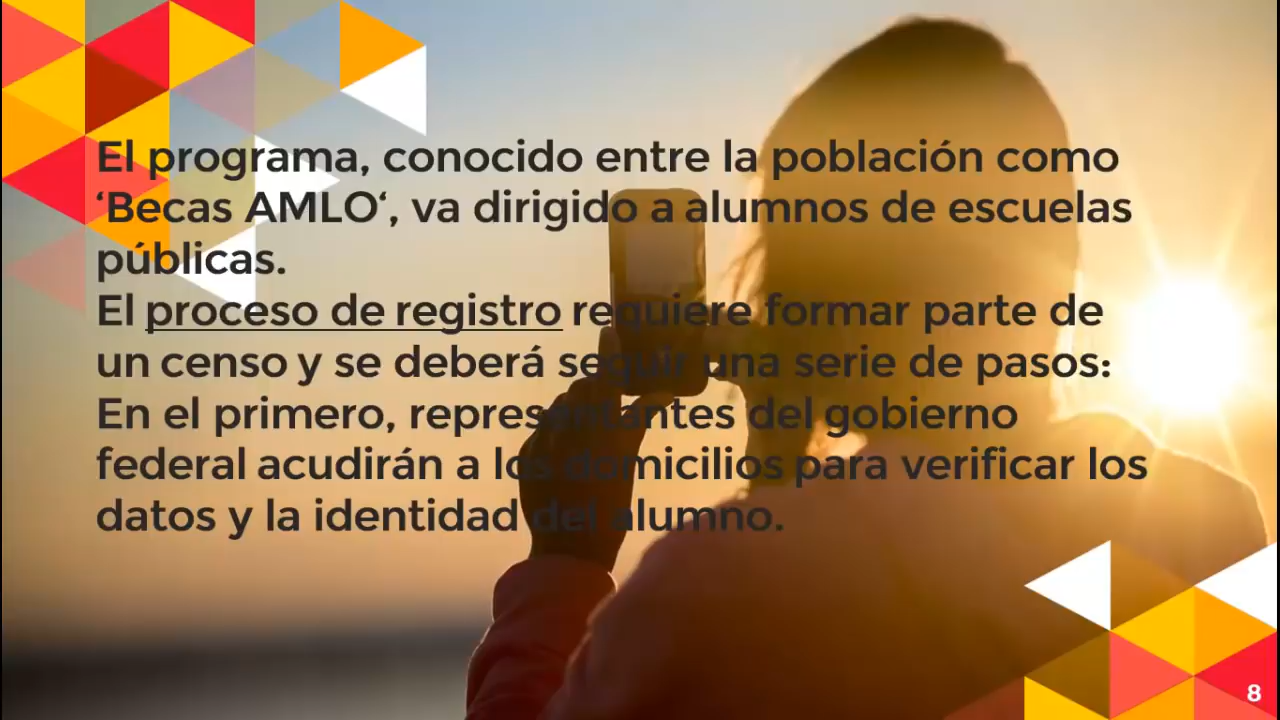 El programa, conocido entre la población como
‘Becas AMLO‘, va dirigido a alumnos de escuelas
públicas.
El proceso de registro requiere formar parte de
un censo y se deberá seguir una serie de pasos:
En el primero, representantes del gobierno
federal acudirán a los domicilios para verificar los
datos y la identidad del alumno.
8